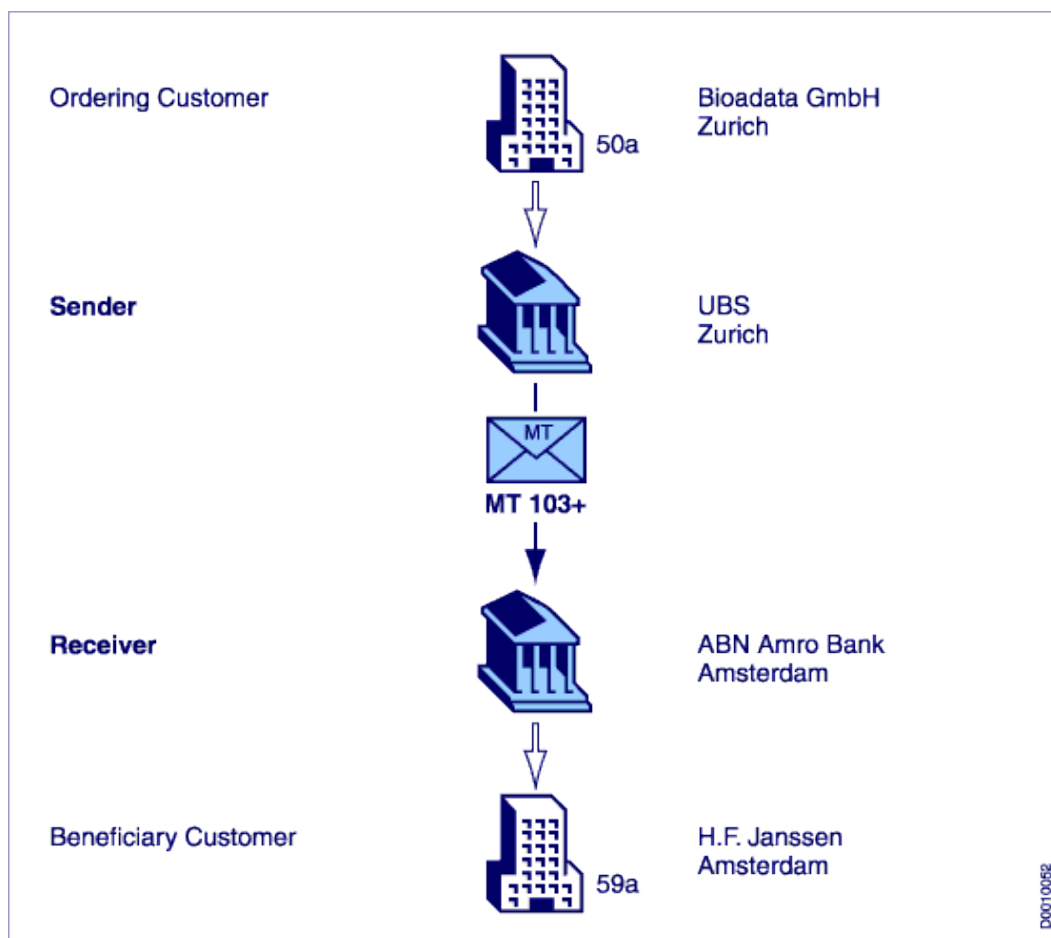 Ordering Customer
50a
Bioadata GmbH
Zurich
Sender
UBS
Zurich
MT
MT 103+
Receiver
ABN Amro Bank
Amsterdam
Beneficiary Customer
59a
H.F. Janssen
Amsterdam
D0010052